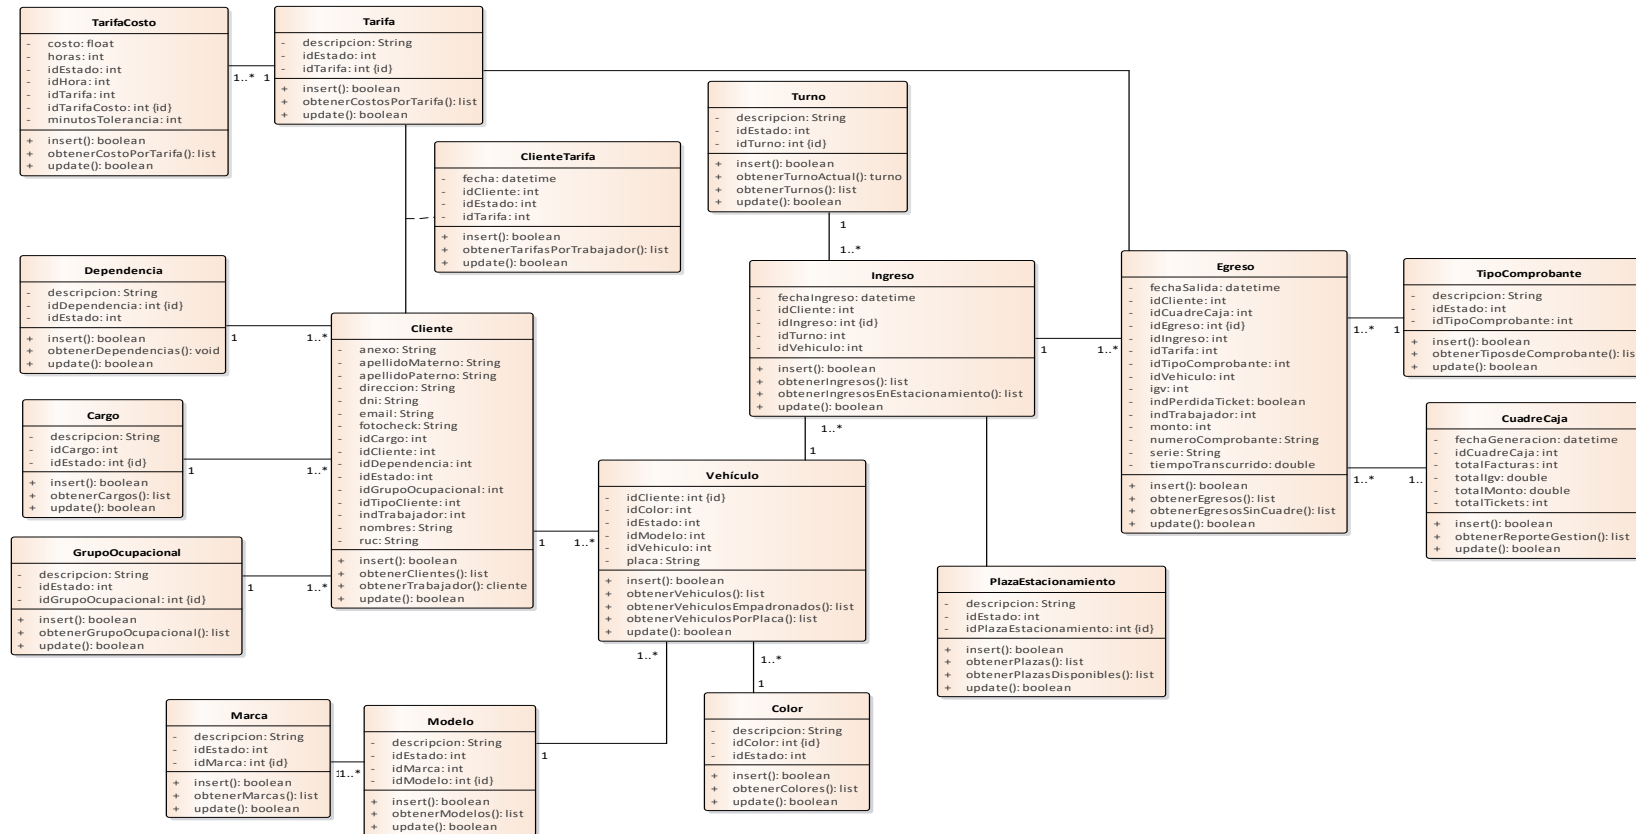 TarifaCosto
- costo: float
- horas: int
- idEstado: int
- idHora: int
- idTarifa: int
- idTarifaCosto: int {id}
- minutosTolerancia: int
+ insert(): boolean
+ obtenerCostoPorTarifa(): list
+ update(): boolean
1..* 1
Tarifa
- descripcion: String
- idEstado: int
- idTarifa: int {id}
+ insert(): boolean
+ obtenerCostosPorTarifa(): list
+ update(): boolean
ClienteTarifa
- fecha: datetime
- idCliente: int
- idEstado: int
- idTarifa: int
+ insert(): boolean
+ obtenerTarifasPorTrabajador(): list
+ update(): boolean
Turno
- descripcion: String
- idEstado: int
- idTurno: int {id}
+ insert(): boolean
+ obtenerTurnoActual(): turno
+ obtenerTurnos(): list
+ update(): boolean
1
1..*
Dependencia
- descripcion: String
- idDependencia: int {id}
- idEstado: int
+ insert(): boolean
+ obtenerDependencias(): void
+ update(): boolean
1 1..*
Cliente
- anexo: String
- apellidoMaterno: String
- apellidoPaterno: String
- direccion: String
- dni: String
- email: String
- fotocheck: String
- idCargo: int
- idCliente: int
- idDependencia: int
- idEstado: int
- idGrupoOcupacional: int
- idTipoCliente: int
- indTrabajador: int
- nombres: String
- ruc: String
+ insert(): boolean
+ obtenerClientes(): list
+ obtenerTrabajador(): cliente
+ update(): boolean
Ingreso
- fechaIngreso: datetime
- idCliente: int
- idIngreso: int {id}
- idTurno: int
- idVehiculo: int
+ insert(): boolean
+ obtenerIngresos(): list
+ obtenerIngresosEnEstacionamiento(): list
+ update(): boolean
1 1..*
Egreso
- fechaSalida: datetime
- idCliente: int
- idCuadreCaja: int
- idEgreso: int {id}
- idIngreso: int
- idTarifa: int
- idTipoComprobante: int
- idVehiculo: int
- igv: int
- indPerdidaTicket: boolean
- indTrabajador: int
- monto: int
- numeroComprobante: String
- serie: String
- tiempoTranscurrido: double
+ insert(): boolean
+ obtenerEgresos(): list
+ obtenerEgresosSinCuadre(): list
+ update(): boolean
1..* 1
TipoComprobante
- descripcion: String
- idEstado: int
- idTipoComprobante: int
+ insert(): boolean
+ obtenerTiposdeComprobante(): lis
+ update(): boolean
1..* 1..
CuadreCaja
- fechaGeneracion: datetime
- idCuadreCaja: int
- totalFacturas: int
- totalIgv: double
- totalMonto: double
- totalTickets: int
+ insert(): boolean
+ obtenerReporteGestion(): list
+ update(): boolean
Cargo
- descripcion: String
- idCargo: int
- idEstado: int {id}
+ insert(): boolean
+ obtenerCargos(): list
+ update(): boolean
1 1..*
GrupoOcupacional
- descripcion: String
- idEstado: int
- idGrupoOcupacional: int {id}
+ insert(): boolean
+ obtenerGrupoOcupacional(): list
+ update(): boolean
1 1..*
1..*
1
Vehículo
- idCliente: int {id}
- idColor: int
- idEstado: int
- idModelo: int
- idVehiculo: int
- placa: String
+ insert(): boolean
+ obtenerVehiculos(): list
+ obtenerVehiculosEmpadronados(): list
+ obtenerVehiculosPorPlaca(): list
+ update(): boolean
1 1..*
PlazaEstacionamiento
- descripcion: String
- idEstado: int
- idPlazaEstacionamiento: int {id}
+ insert(): boolean
+ obtenerPlazas(): list
+ obtenerPlazasDisponibles(): list
+ update(): boolean
1..* 1..*
1
Marca
- descripcion: String
- idEstado: int
- idMarca: int {id}
+ insert(): boolean
+ obtenerMarcas(): list
+ update(): boolean
1..*
Modelo
- descripcion: String
- idEstado: int
- idMarca: int
- idModelo: int {id}
+ insert(): boolean
+ obtenerModelos(): list
+ update(): boolean
1
Color
- descripcion: String
- idColor: int {id}
- idEstado: int
+ insert(): boolean
+ obtenerColores(): list
+ update(): boolean